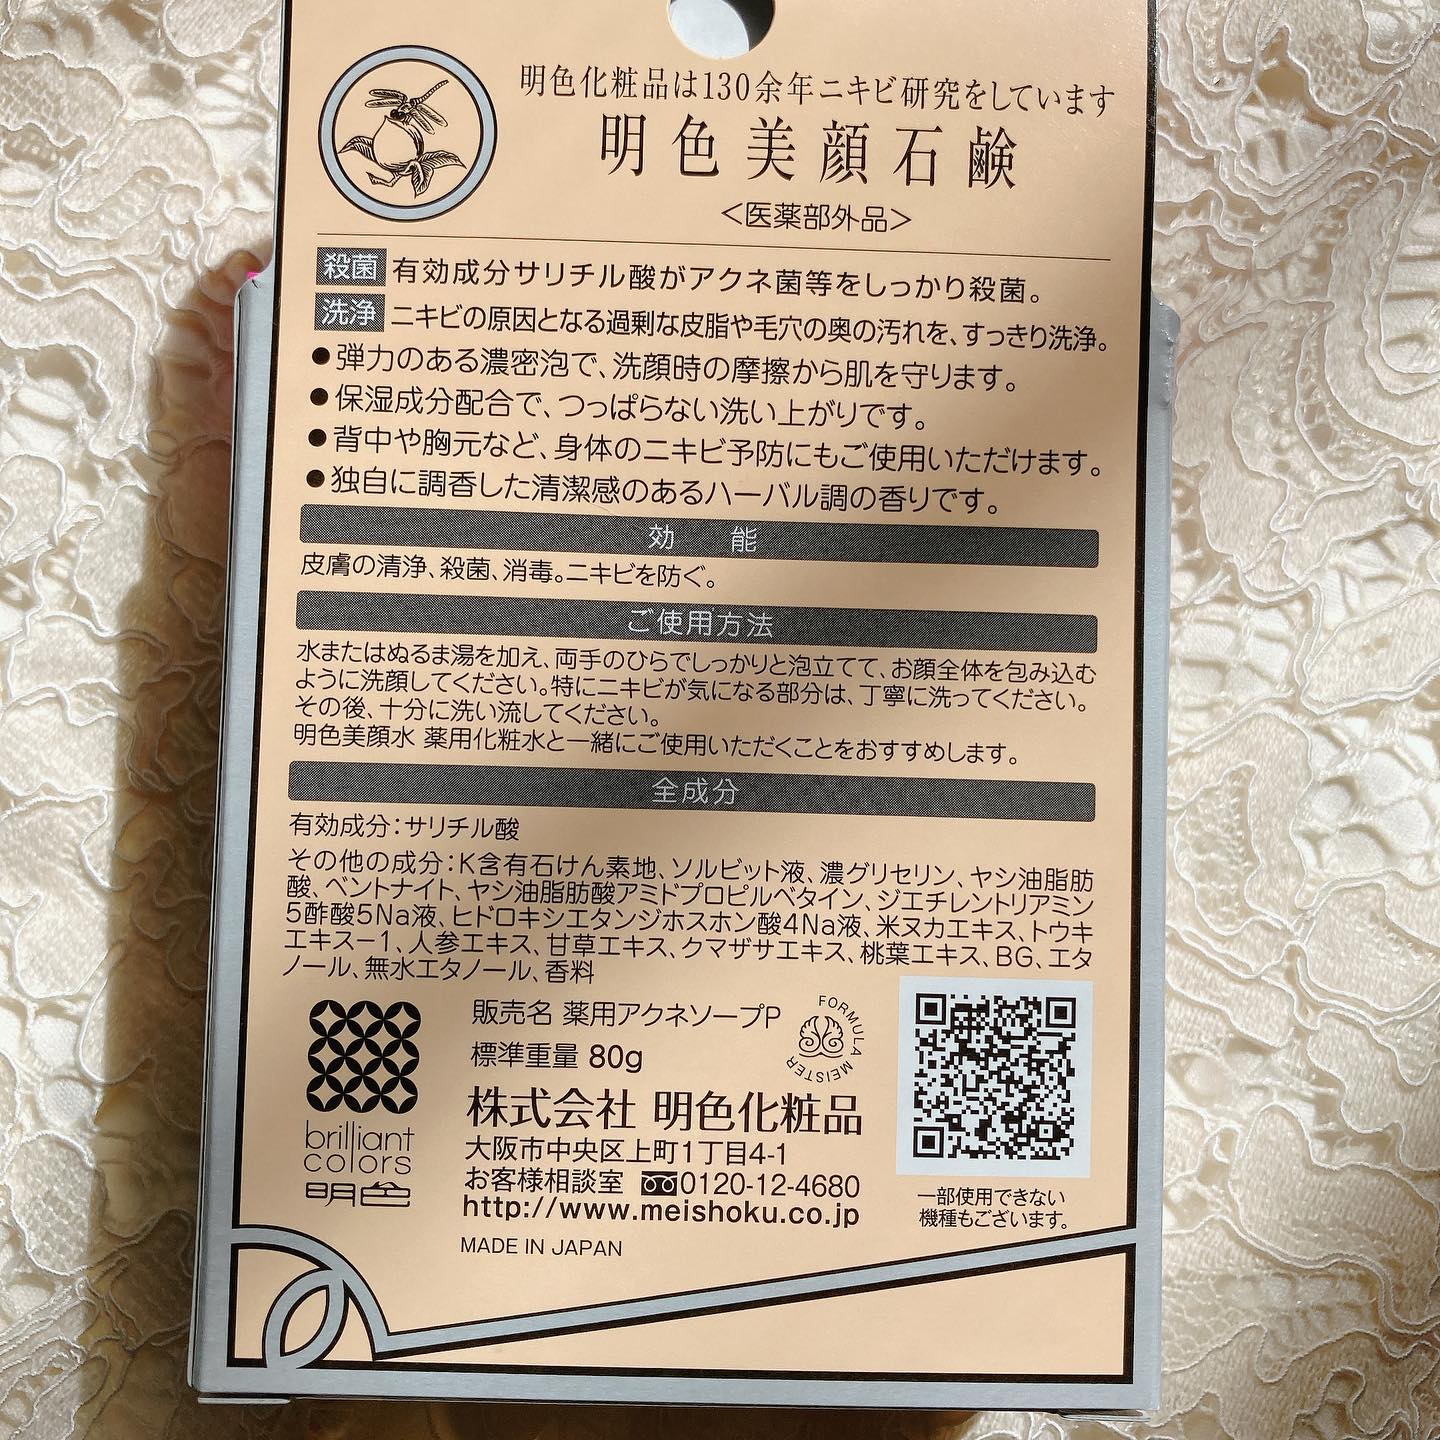 明色化粧品は130余年ニキビ研究をしています
明色美顔石鹸
<医薬部外品>
殺菌 有効成分サリチル酸がアクネ菌等をしっかり殺菌。
洗浄 ニキビの原因となる過剰な皮脂や毛穴の奥の汚れを、すっきり洗浄。
●弾力のある濃密泡で、洗顔時の摩擦から肌を守ります。
●保湿成分配合で、つっぱらない洗い上がりです。
●背中や胸元など、身体のニキビ予防にもご使用いただけます。
●独自に調香した清潔感のあるハーバル調の香りです。
効能
皮膚の清浄、殺菌、消毒。ニキビを防ぐ。
ご使用方法
水またはぬるま湯を加え、両手のひらでしっかりと泡立てて、お顔全体を包み込む
ように洗顔してください。特にニキビが気になる部分は、丁寧に洗ってください。
その後、十分に洗い流してください。
明色美顔水 薬用化粧水と一緒にご使用いただくことをおすすめします。
全成分
有効成分：サリチル酸
その他の成分：K含有石けん素地、ソルビット液、濃グリセリン、ヤシ油脂肪
酸、ベントナイト、ヤシ油脂肪酸アミドプロピルベタイン、ジエチレントリアミン
5酢酸5Na液、ヒドロキシエタンジホスホン酸4Na液、米ヌカエキス、トウキ
エキス-1、人参エキス、甘草エキス、クマザサエキス、桃葉エキス、BG、エタ
ノール、無水エタノール、香料
販売名 薬用アクネソープP
標準重量 80g
FORMULA MEISTER
株式会社 明色化粧品
大阪市中央区上町1丁目4-1
お客様相談室 0120-12-4680
http://www.meishoku.co.jp
MADE IN JAPAN
brilliant
colors
明色
一部使用できない
機種もございます。